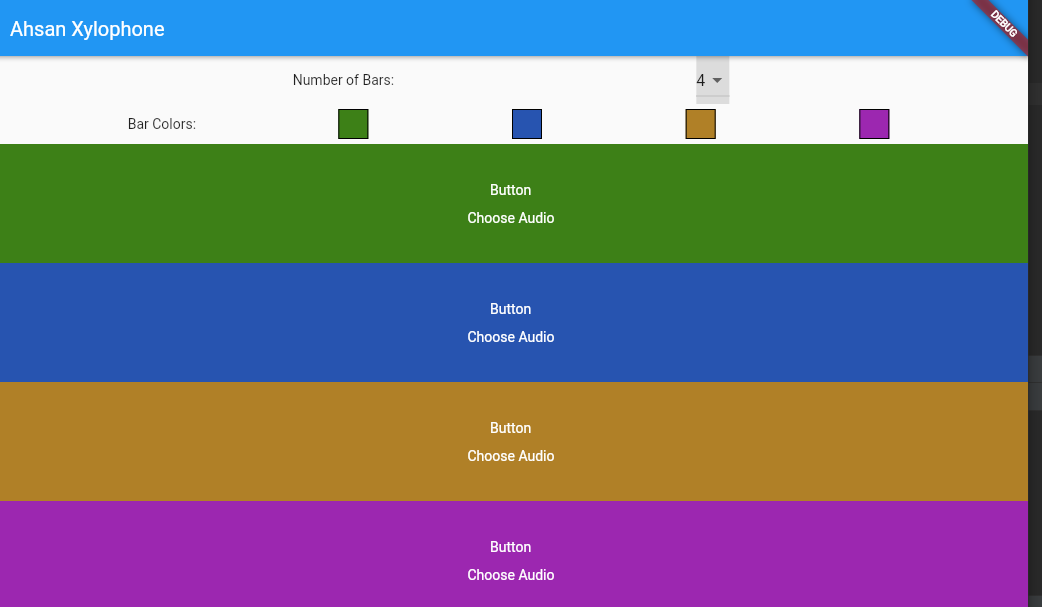 Ahsan Xylophone
DEBUG
Number of Bars:
4
Bar Colors:
Button
Choose Audio
Button
Choose Audio
Button
Choose Audio
Button
Choose Audio